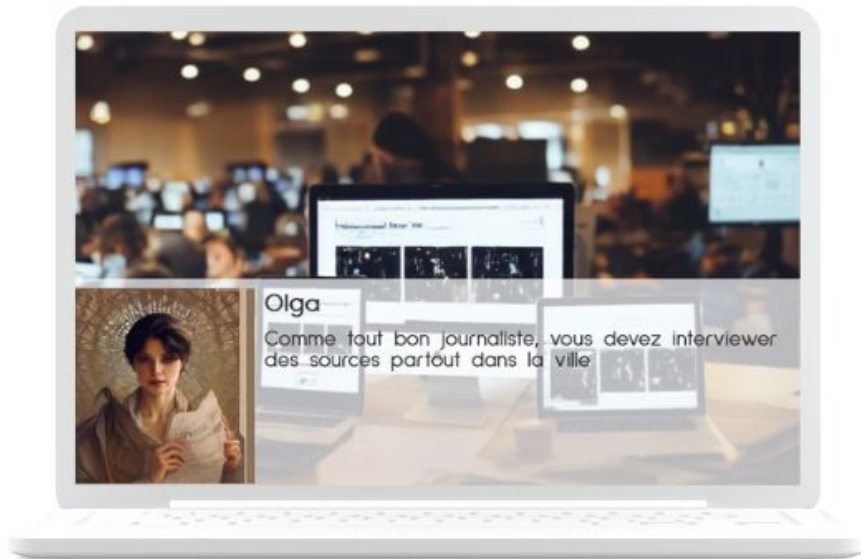 Olga
Comme tout bon journaliste, vous devez interviewer
des sources partout dans la ville